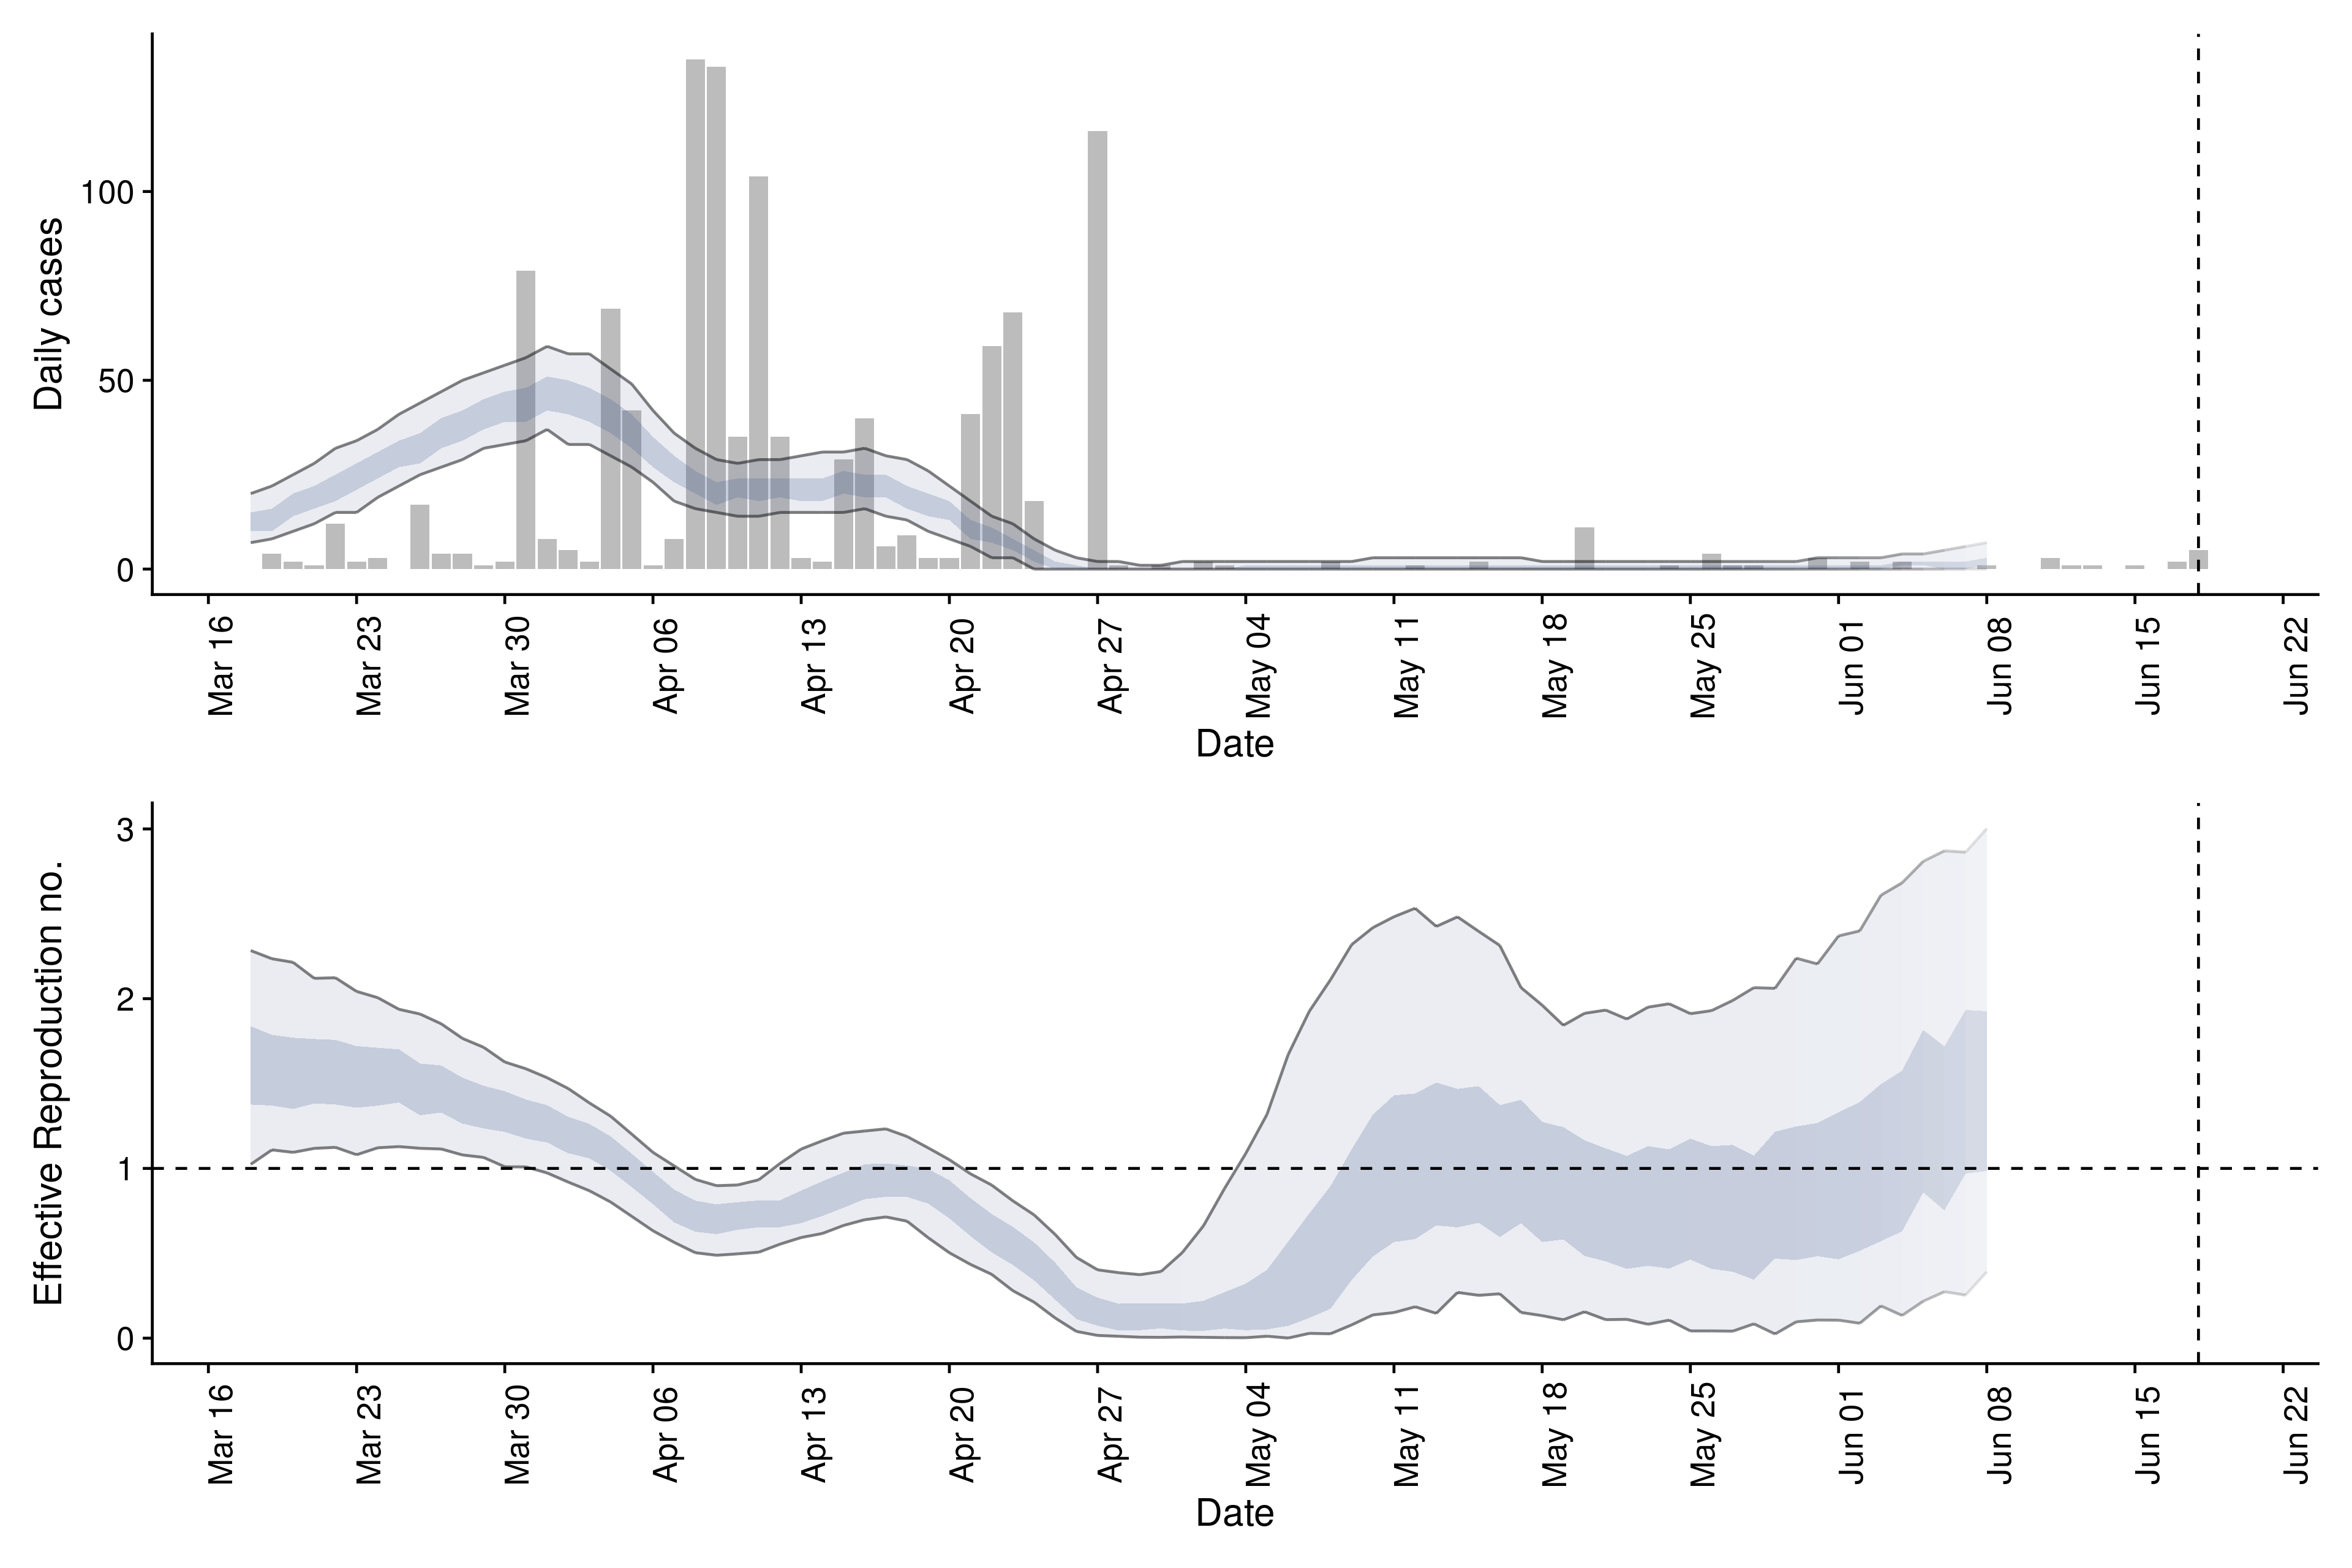 Daily cases
100
50
0
Mar 16
Mar 23
Mar 30
Apr 06
Apr 13
Apr 20
Apr 27
May 04
May 11
May 18
May 25
Jun 01
Jun 08
Jun 15
Jun 22
Date
Effective Reproduction no.
3
2
1
0
Mar 16
Mar 23
Mar 30
Apr 06
Apr 13
Apr 20
Apr 27
May 04
May 11
May 18
May 25
Jun 01
Jun 08
Jun 15
Jun 22
Date